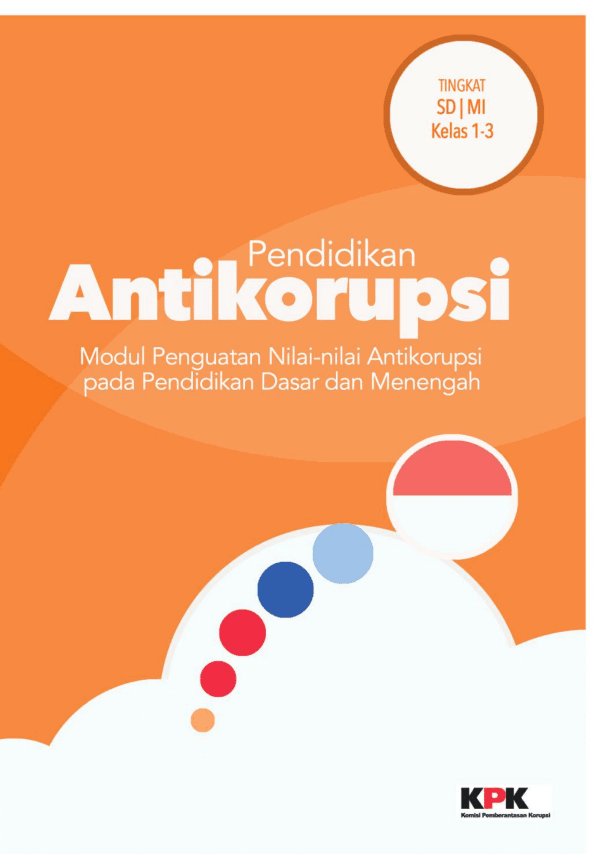 TINGKAT
SD | MI
Kelas 1-3
Pendidikan
Antikorupsi
Modul Penguatan Nilai-nilai Antikorupsi
pada Pendidikan Dasar dan Menengah
KPK
Komisi Pemberantasan Korupsi